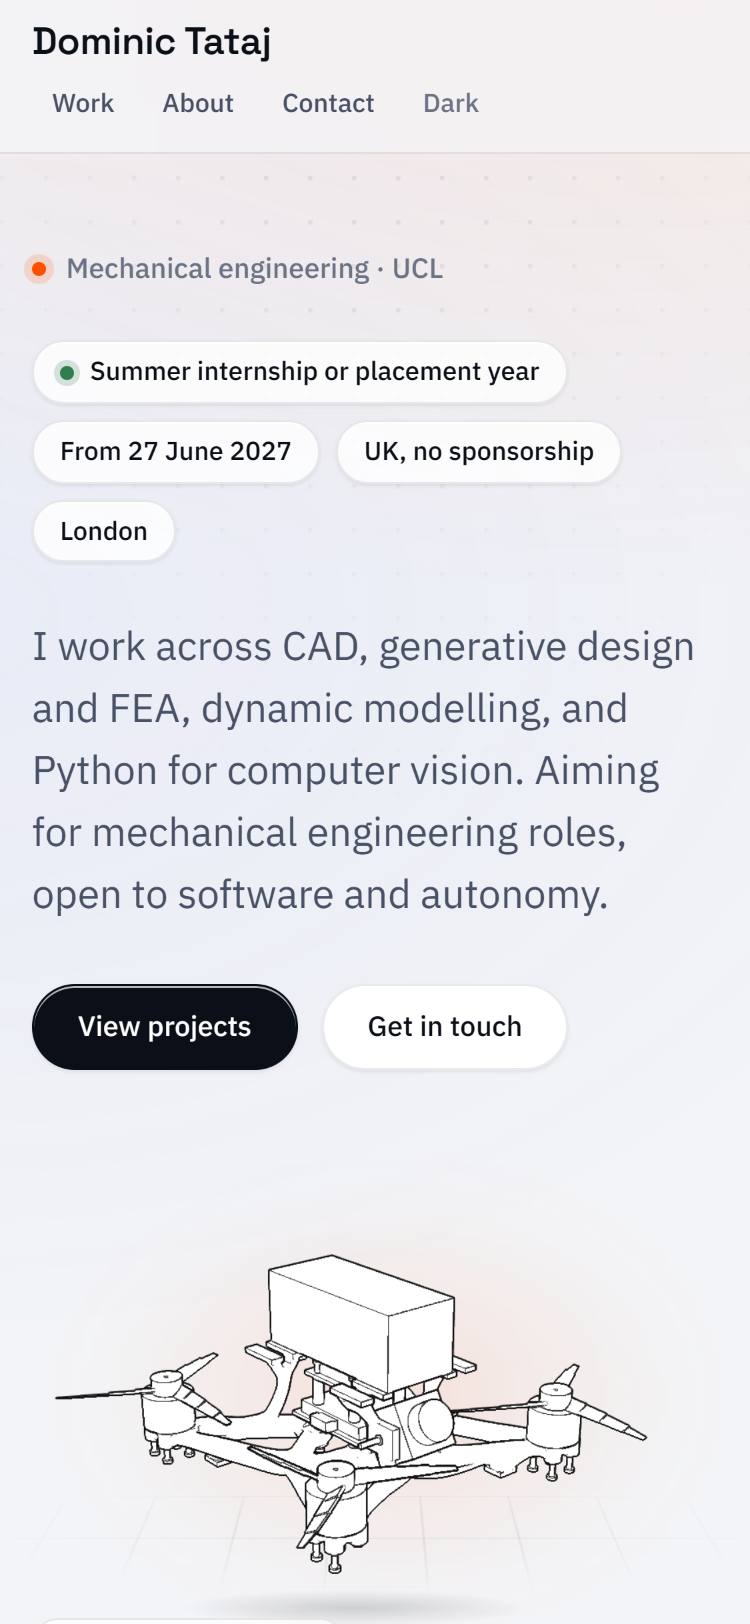 Dominic Tataj
Work About Contact Dark
Mechanical engineering · UCL
Summer internship or placement year
From 27 June 2027 UK, no sponsorship
London
I work across CAD, generative design
and FEA, dynamic modelling, and
Python for computer vision. Aiming
for mechanical engineering roles,
open to software and autonomy.
View projects Get in touch